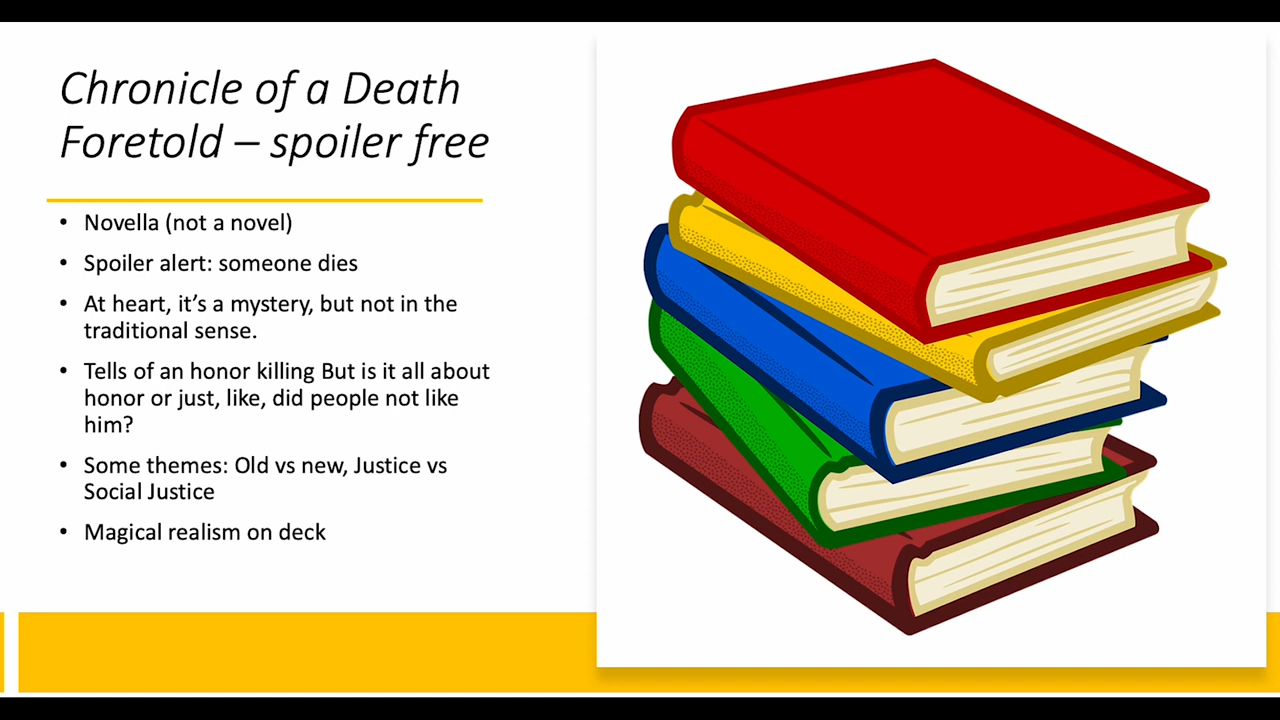 Chronicle of a Death
Foretold – spoiler free
• Novella (not a novel)
• Spoiler alert: someone dies
• At heart, it's a mystery, but not in the
traditional sense.
• Tells of an honor killing But is it all about
honor or just, like, did people not like
him?
• Some themes: Old vs new, Justice vs
Social Justice
• Magical realism on deck